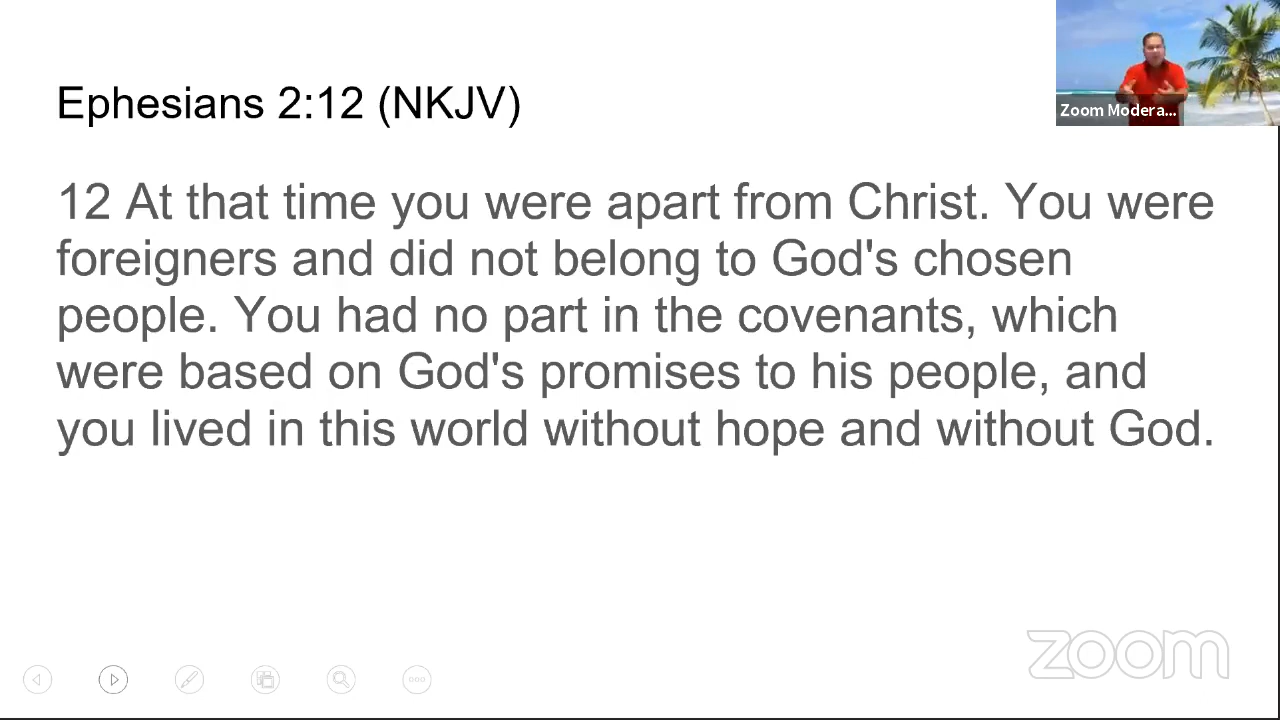 Ephesians 2:12 (NKJV)
Zoom Modera...
12 At that time you were apart from Christ. You were
foreigners and did not belong to God's chosen
people. You had no part in the covenants, which
were based on God's promises to his people, and
you lived in this world without hope and without God.
zoom